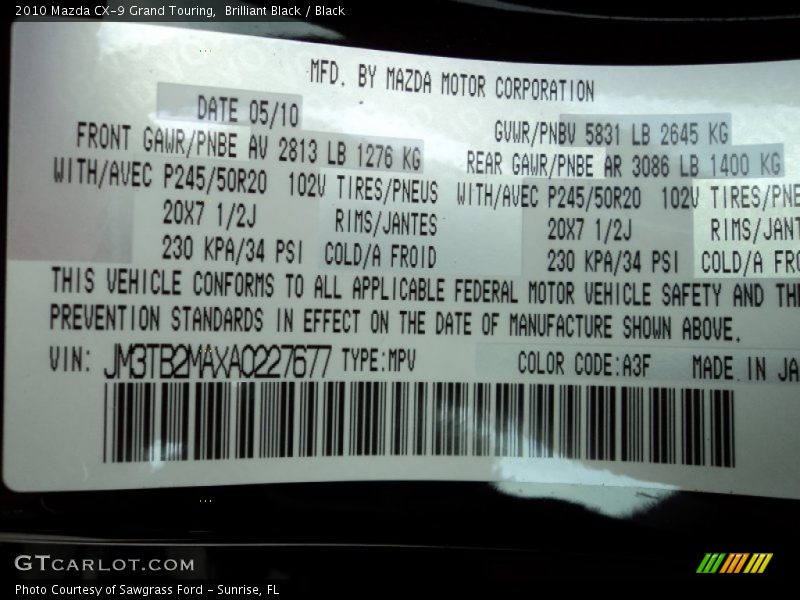 2010 Mazda CX-9 Grand Touring,  Brilliant Black / Black
MFD. BY MAZDA MOTOR CORPORATION
DATE 05/10
GVWR/PNBV 5831 LB 2645 KG
FRONT GAWR/PNBE AV 2813 LB 1276 KG
REAR GAWR/PNBE AR 3086 LB 1400 KG
WITH/AVEC P245/50R20 102V TIRES/PNEUS
WITH/AVEC P245/50R20 102V TIRES/PNE
20X7 1/2J RIMS/JANTES
20X7 1/2J RIMS/JANT
230 KPA/34 PSI COLD/A FROID
230 KPA/34 PSI COLD/A FRO
THIS VEHICLE CONFORMS TO ALL APPLICABLE FEDERAL MOTOR VEHICLE SAFETY AND THE
PREVENTION STANDARDS IN EFFECT ON THE DATE OF MANUFACTURE SHOWN ABOVE.
VIN: JM3TB2MAXA0227677 TYPE:MPV COLOR CODE:A3F MADE IN JA
GTCARLOT.COM
Photo Courtesy of Sawgrass Ford - Sunrise, FL